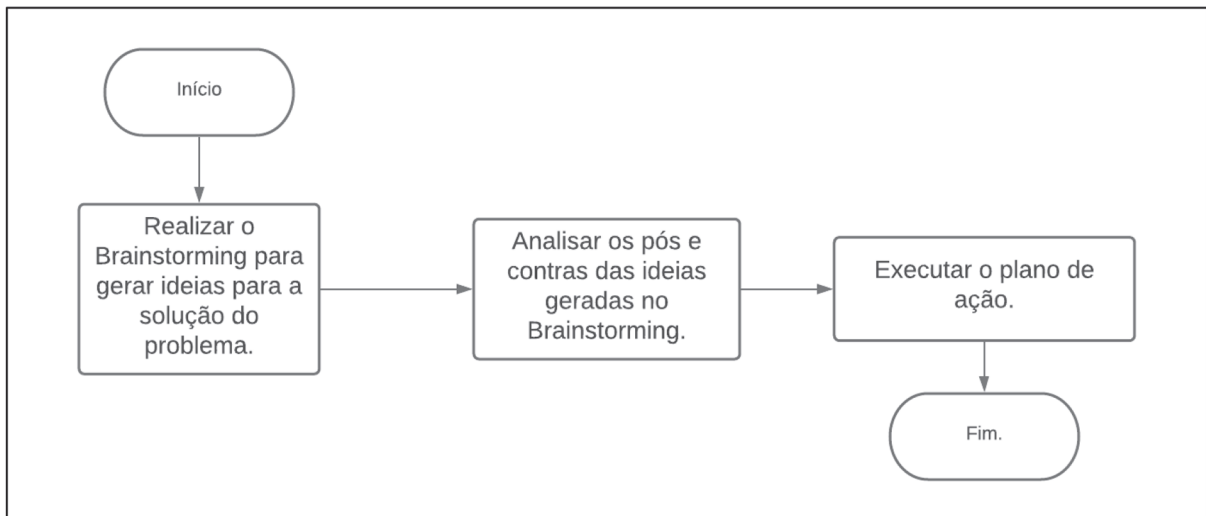 Início
Realizar o
Brainstorming para
gerar ideias para a
solução do
problema.
Analisar os pós e
contras das ideias
geradas no
Brainstorming.
Executar o plano de
ação.
Fim.